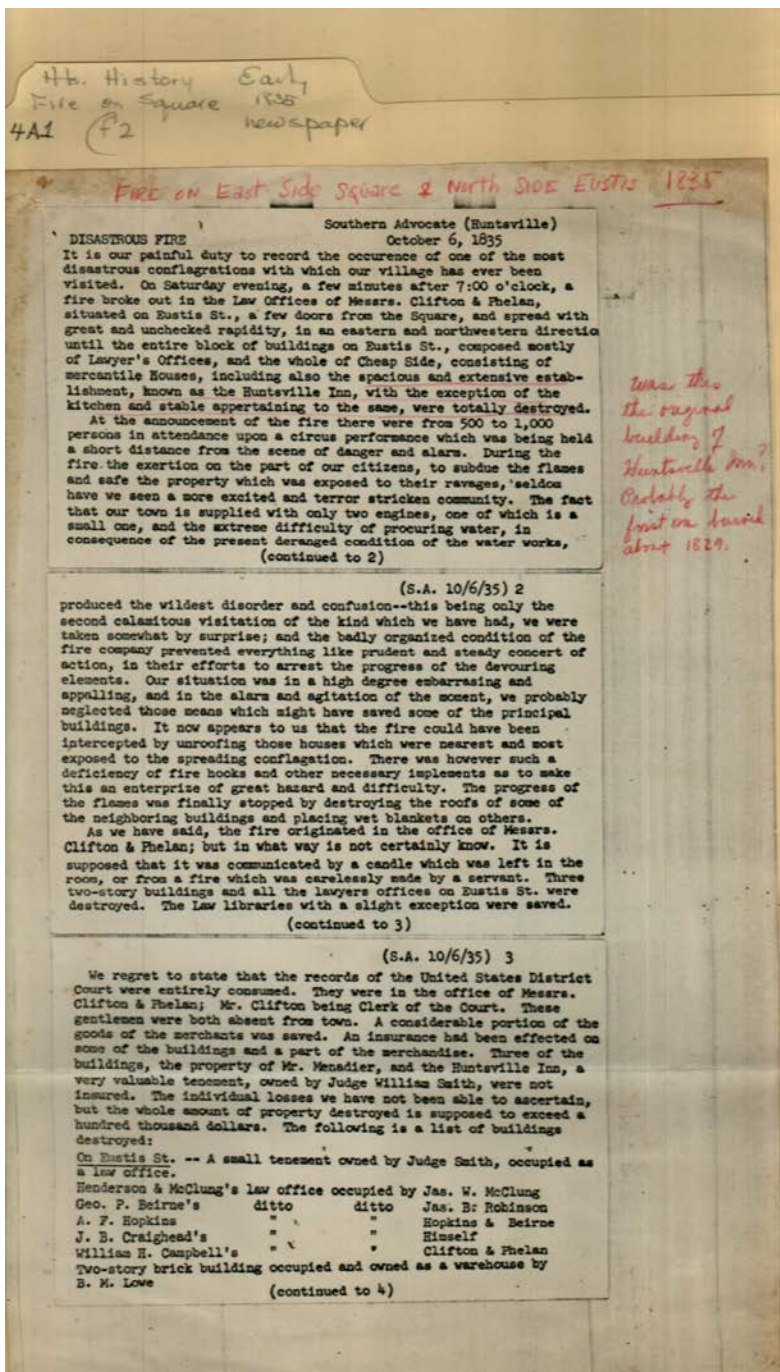 Hts. History Early
Fire on Square 1835
4A1 f2 newspaper
FIRE ON East Side Square & North SIDE EUSTIS 1835
Southern Advocate (Huntsville)
DISASTROUS FIRE October 6, 1835
It is our painful duty to record the occurence of one of the most
disastrous conflagrations with which our village has ever been
visited. On Saturday evening, a few minutes after 7:00 o'clock, a
fire broke out in the Law Offices of Messrs. Clifton & Phelan,
situated on Eustis St., a few doors from the Square, and spread with
great and unchecked rapidity, in an eastern and northwestern directio
until the entire block of buildings on Eustis St., composed mostly
of Lawyer's Offices, and the whole of Cheap Side, consisting of
mercantile Houses, including also the spacious and extensive estab-
lishment, known as the Huntsville Inn, with the exception of the
kitchen and stable appertaining to the same, were totally destroyed.
At the announcement of the fire there were from 500 to 1,000
persons in attendance upon a circus performance which was being held
a short distance from the scene of danger and alarm. During the
fire the exertion on the part of our citizens, to subdue the flames
and safe the property which was exposed to their ravages, seldom
have we seen a more excited and terror stricken community. The fact
that our town is supplied with only two engines, one of which is a
small one, and the extreme difficulty of procuring water, in
consequence of the present deranged condition of the water works,
(continued to 2)
was this
the original
building of
Huntsville Inn?
Probably the
first one burned
about 1829.
(S.A. 10/6/35) 2
produced the wildest disorder and confusion--this being only the
second calamitous visitation of the kind which we have had, we were
taken somewhat by surprise; and the badly organized condition of the
fire company prevented everything like prudent and steady concert of
action, in their efforts to arrest the progress of the devouring
elements. Our situation was in a high degree embarrasing and
appalling, and in the alarm and agitation of the moment, we probably
neglected those means which might have saved some of the principal
buildings. It now appears to us that the fire could have been
intercepted by unroofing those houses which were nearest and most
exposed to the spreading conflagation. There was however such a
deficiency of fire hooks and other necessary implements as to make
this an enterprize of great hazard and difficulty. The progress of
the flames was finally stopped by destroying the roofs of some of
the neighboring buildings and placing wet blankets on others.
As we have said, the fire originated in the office of Messrs.
Clifton & Phelan; but in what way is not certainly know. It is
supposed that it was communicated by a candle which was left in the
room, or from a fire which was carelessly made by a servant. Three
two-story buildings and all the lawyers offices on Eustis St. were
destroyed. The Law libraries with a slight exception were saved.
(continued to 3)
(S.A. 10/6/35) 3
We regret to state that the records of the United States District
Court were entirely consumed. They were in the office of Messrs.
Clifton & Phelan; Mr. Clifton being Clerk of the Court. These
gentlemen were both absent from town. A considerable portion of the
goods of the merchants was saved. An insurance had been effected on
some of the buildings and a part of the merchandise. Three of the
buildings, the property of Mr. Menadier, and the Huntsville Inn, a
very valuable tenement, owned by Judge William Smith, were not
insured. The individual losses we have not been able to ascertain,
but the whole amount of property destroyed is supposed to exceed a
hundred thousand dollars. The following is a list of buildings
destroyed:
On Eustis St. -- A small tenement owned by Judge Smith, occupied as
a law office.
Henderson & McClung's law office occupied by Jas. W. McClung
Geo. P. Beirne's ditto ditto Jas. B. Robinson
A. F. Hopkins " " Hopkins & Beirne
J. B. Craighead's " " Himself
William H. Campbell's " " Clifton & Phelan
Two-story brick building occupied and owned as a warehouse by
B. M. Lowe
(continued to 4)